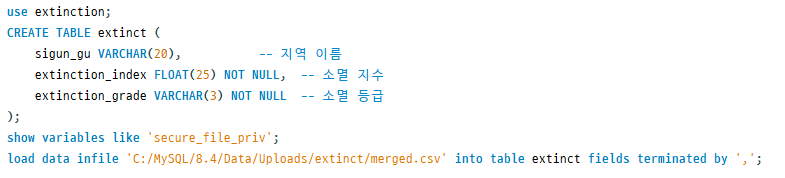 use extinction;
CREATE TABLE extinct (
    sigun_gu VARCHAR(20),           -- 지역 이름
    extinction_index FLOAT(25) NOT NULL,  -- 소멸 지수
    extinction_grade VARCHAR(3) NOT NULL  -- 소멸 등급
);
show variables like 'secure_file_priv';
load data infile 'C:/MySQL/8.4/Data/Uploads/extinct/merged.csv' into table extinct fields terminated by ',';